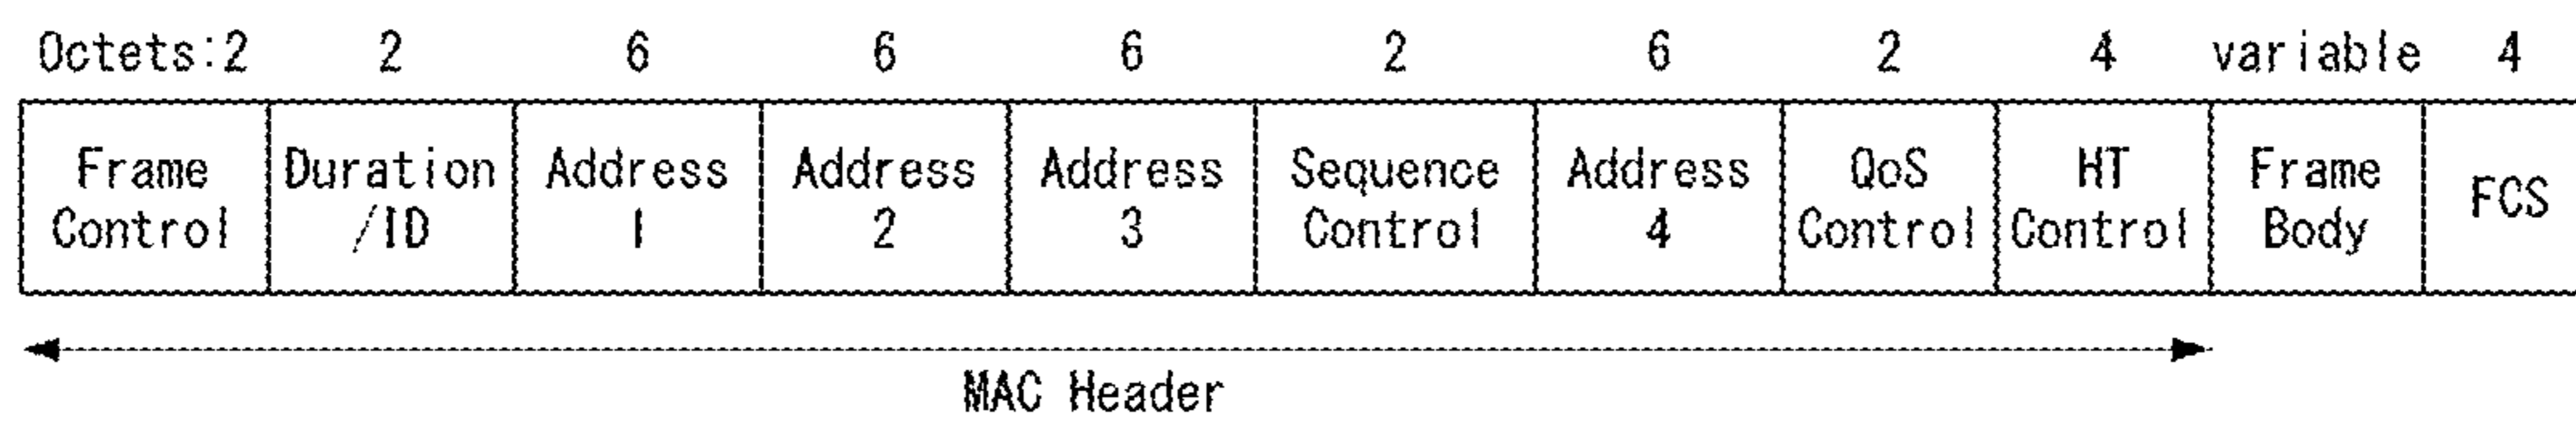 Octets:2 2 6 6 6 2 6 2 4 variable 4
Frame Duration Address Address Address Sequence Address QoS HT Frame FCS
Control /ID 1 2 3 Control 4 Control Control Body
MAC Header